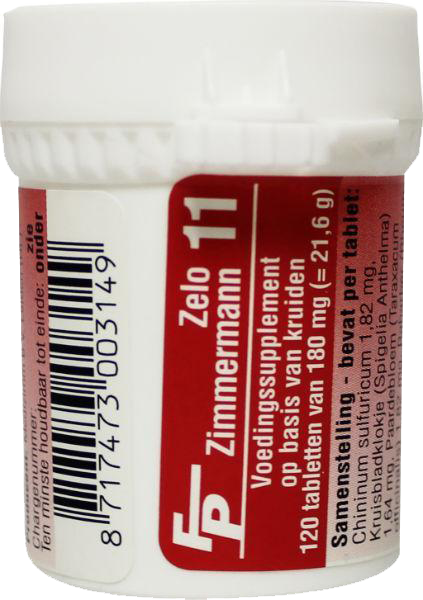 zie
Chargenummer:
Ten minste houdbaar tot einde: onder
8 717473 003149
FP
Zelo
Zimmermann 11
Voedingssupplement
op basis van kruiden
120 tabletten van 180 mg (= 21,6 g)
Samenstelling - bevat per tablet:
Chininum sulfuricum 1,82 mg,
Kruisbladkhokje (Spigelia Anthelma)
1,64 mg, Paardebloem (Taraxacum